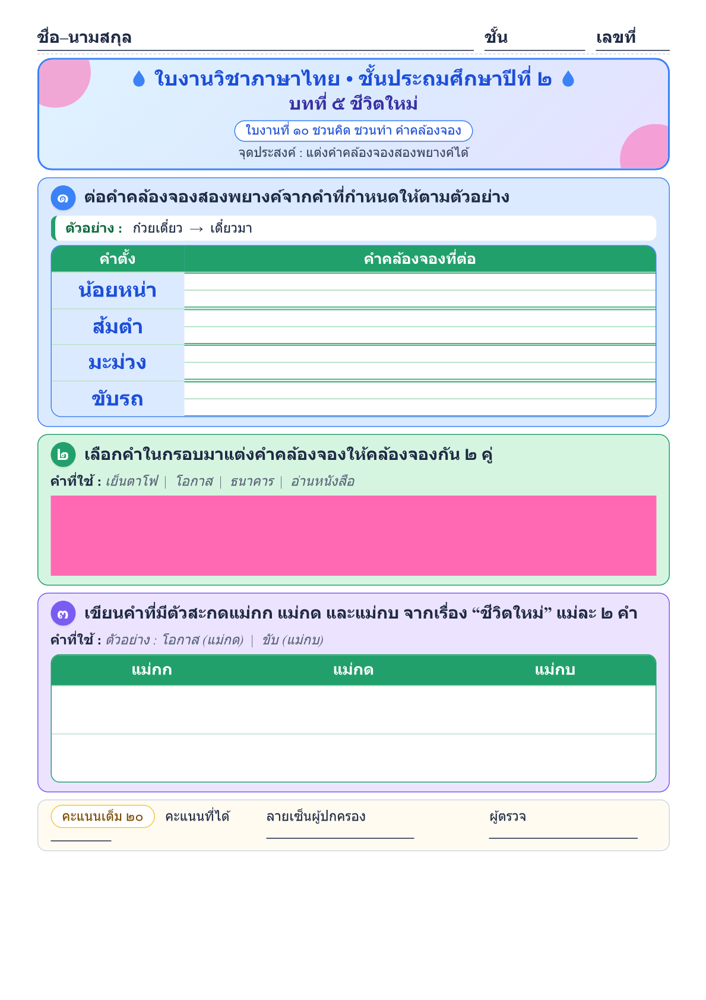 ชื่อ–นามสกุล ชั้น เลขที่
ใบงานวิชาภาษาไทย • ชั้นประถมศึกษาปีที่ ๒
บทที่ ๕ ชีวิตใหม่
ใบงานที่ ๑๐ ชวนคิด ชวนทำ คำคล้องจอง
จุดประสงค์ : แต่งคำคล้องจองสองพยางค์ได้
๑ ต่อคำคล้องจองสองพยางค์จากคำที่กำหนดให้ตามตัวอย่าง
ตัวอย่าง : ก๋วยเตี๋ยว → เดี๋ยวมา
คำตั้ง คำคล้องจองที่ต่อ
น้อยหน่า
ส้มตำ
มะม่วง
ขับรถ
๒ เลือกคำในกรอบมาแต่งคำคล้องจองให้คล้องจองกัน ๒ คู่
คำที่ใช้ : เย็นตาโฟ | โอกาส | ธนาคาร | อ่านหนังสือ
๓ เขียนคำที่มีตัวสะกดแม่กก แม่กด และแม่กบ จากเรื่อง “ชีวิตใหม่” แม่ละ ๒ คำ
คำที่ใช้ : ตัวอย่าง : โอกาส (แม่กด) | ขับ (แม่กบ)
แม่กก แม่กด แม่กบ
คะแนนเต็ม ๒๐ คะแนนที่ได้ ลายเซ็นผู้ปกครอง ผู้ตรวจ